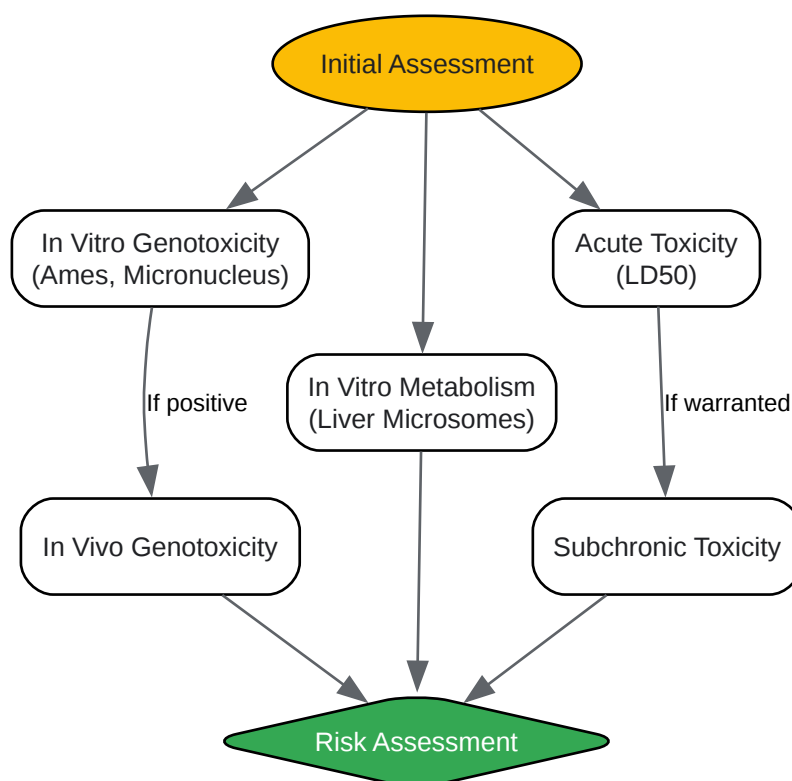 Initial Assessment
In Vitro Genotoxicity
(Ames, Micronucleus)
Acute Toxicity
(LD50)
In Vitro Metabolism
(Liver Microsomes)
If positive
If warranted
In Vivo Genotoxicity
Subchronic Toxicity
Risk Assessment